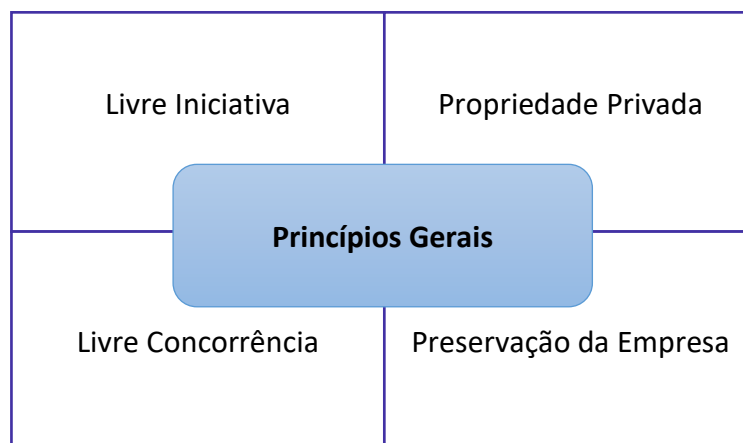 Livre Iniciativa
Propriedade Privada
Princípios Gerais
Livre Concorrência
Preservação da Empresa